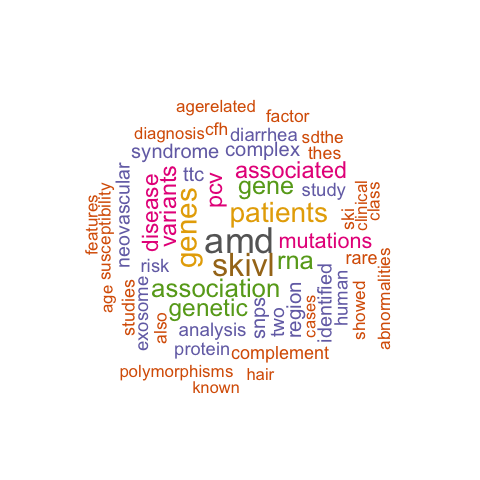 agerelated
factor
diagnosis
cfh
diarrhea
sdthe
syndrome
complex
thes
associated
ttc
gene
study
pcv
neovascular
disease
variants
genes
patients
ski
clinical
class
features
susceptibility
amd
mutations
risk
skivl
rna
rare
abnormalities
age
studies
exosome
also
association
genetic
snps
two
region
cases
identified
human
showed
analysis
protein
complement
polymorphisms
hair
known